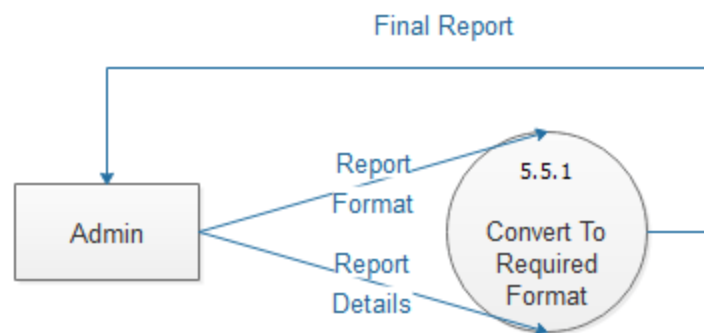 Final Report
Report
Format
Admin
Report
Details
5.5.1
Convert To
Required
Format